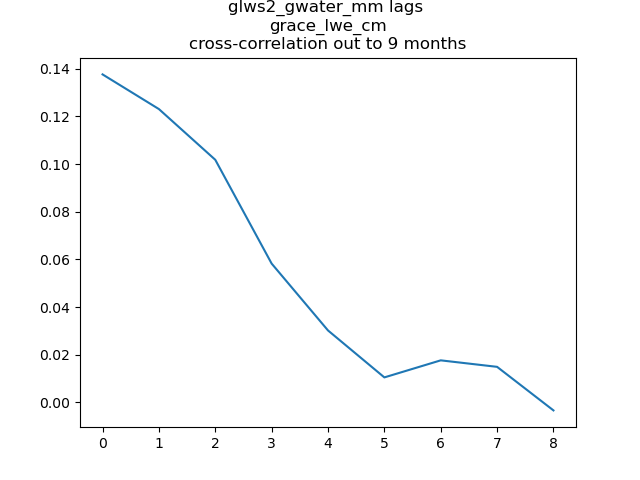 glws2_gwater_mm lags
grace_lwe_cm
cross-correlation out to 9 months
0.14
0.12
0.10
0.08
0.06
0.04
0.02
0.00
0 1 2 3 4 5 6 7 8